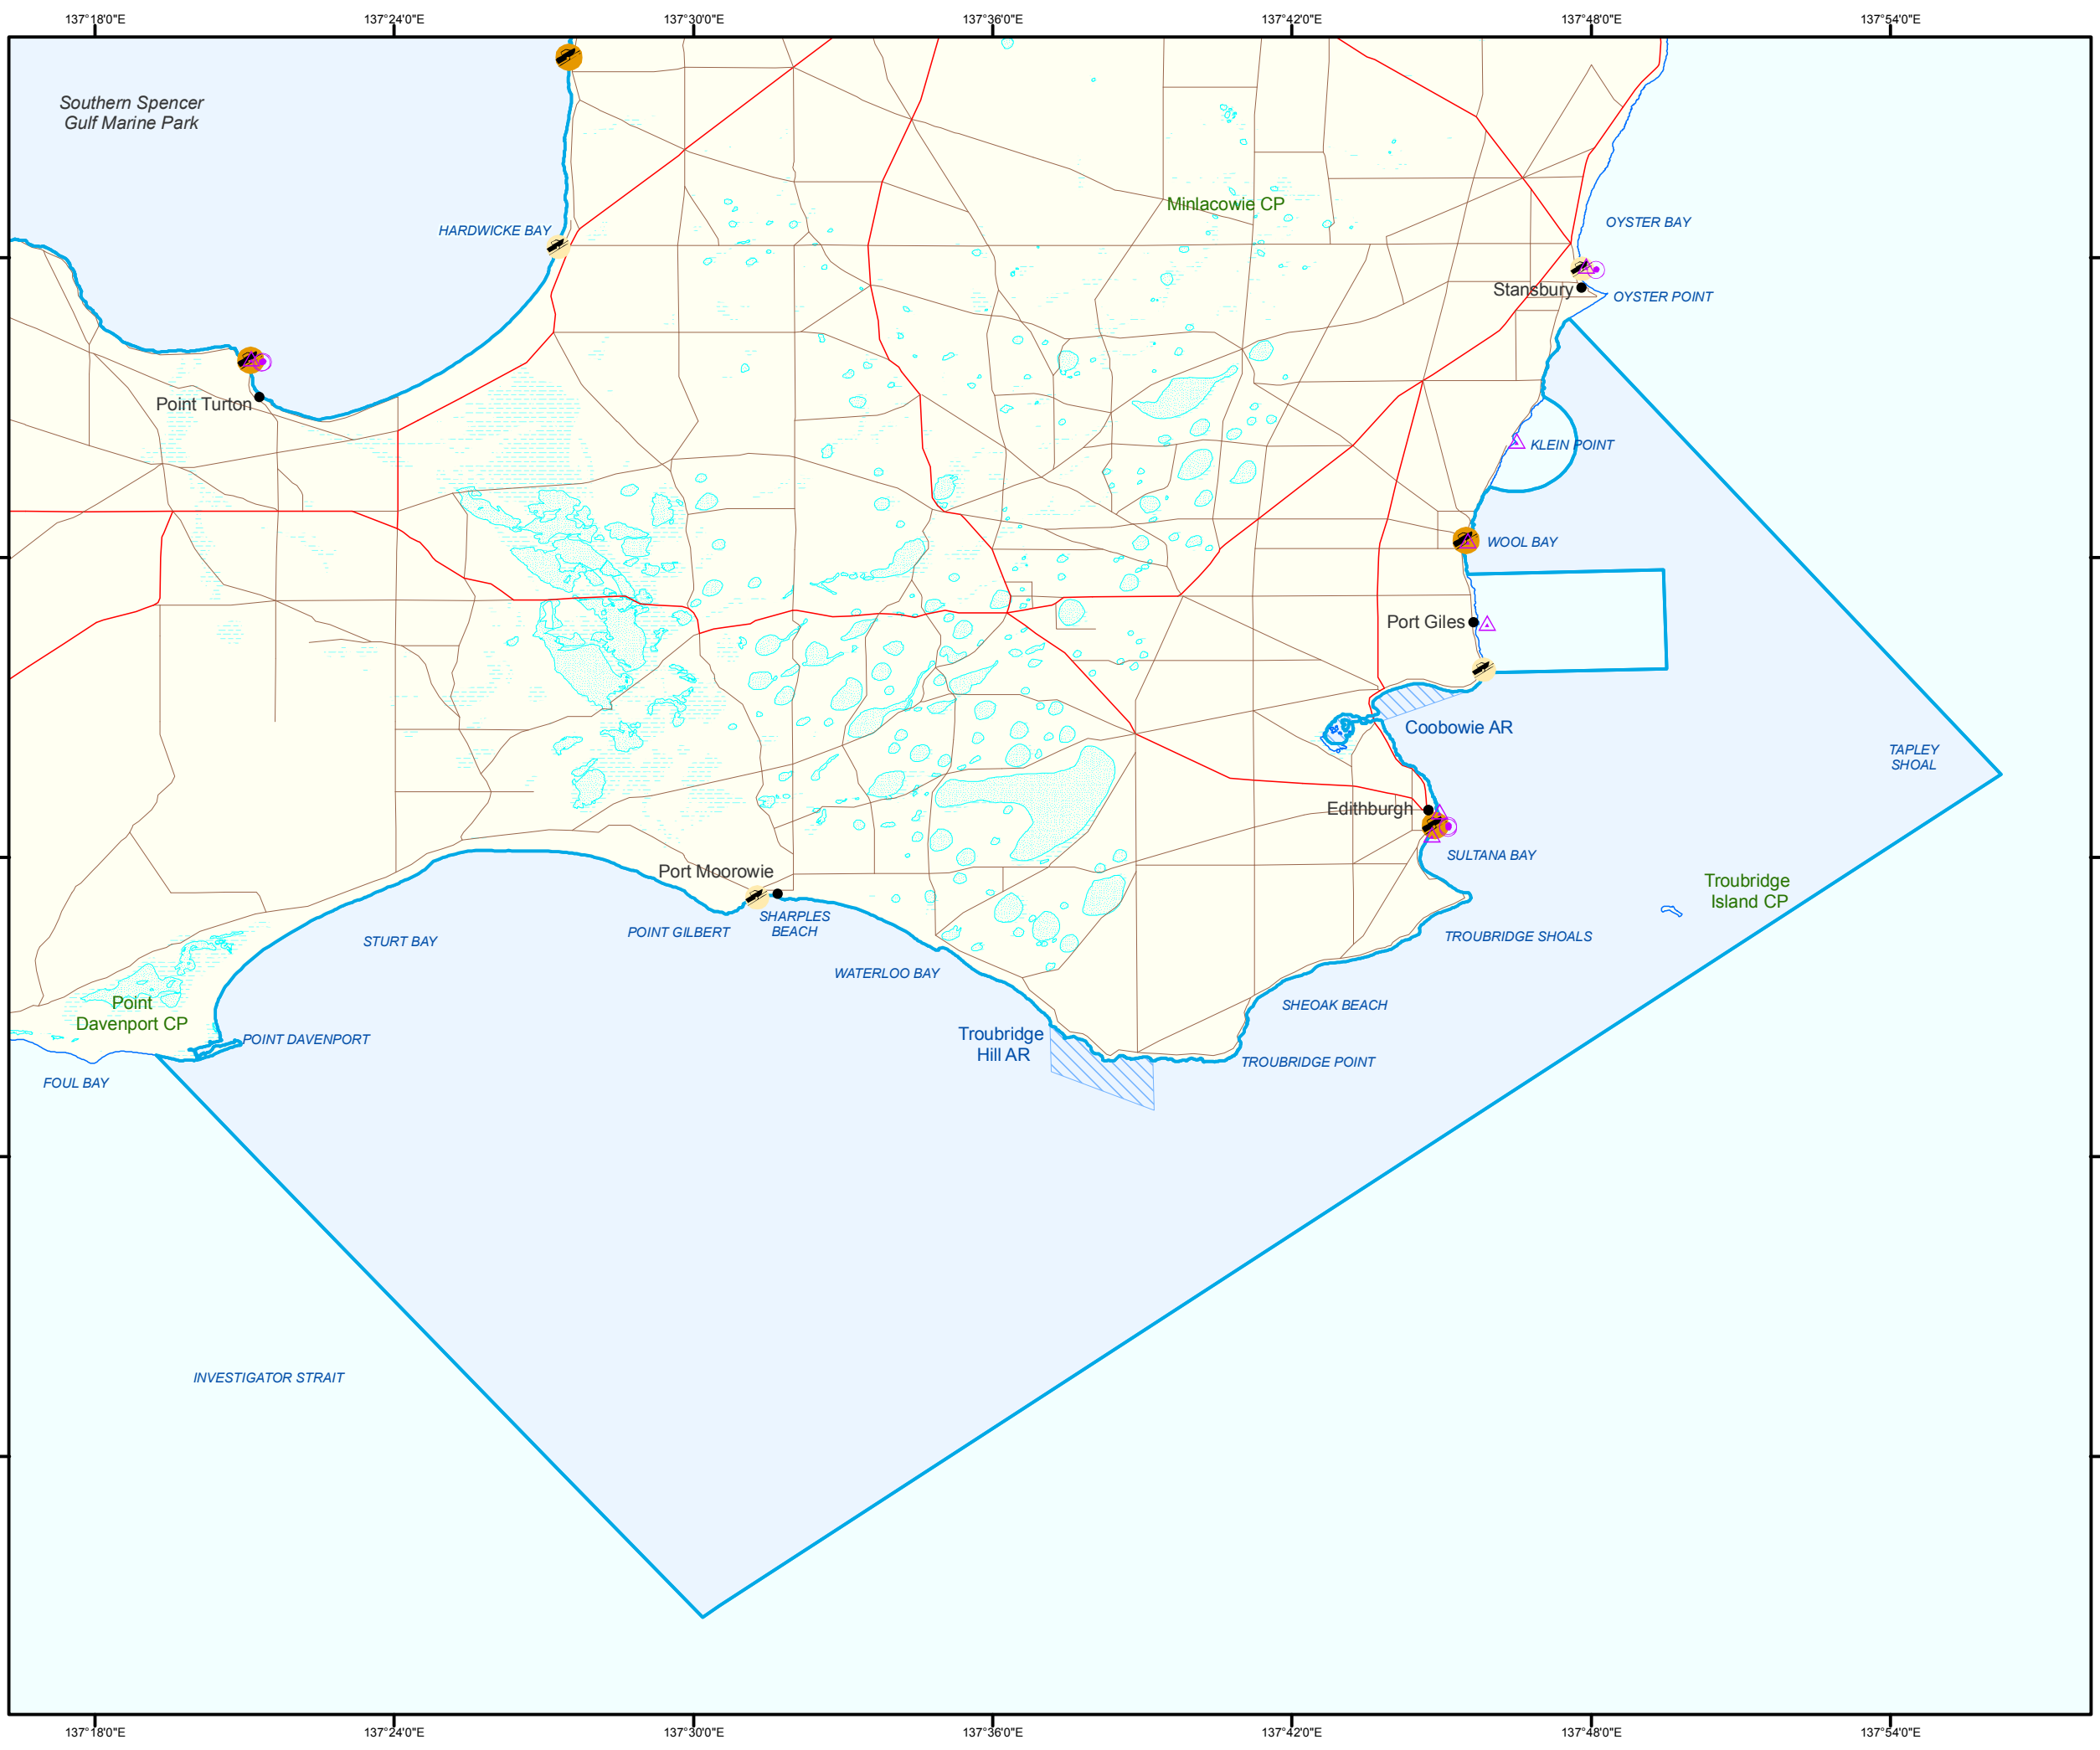 137°18'0"E
137°24'0"E
137°30'0"E
137°36'0"E
137°42'0"E
137°48'0"E
137°54'0"E
Southern Spencer
Gulf Marine Park
Minlacowie CP
OYSTER BAY
HARDWICKE BAY
Stansbury
OYSTER POINT
Point Turton
KLEIN POINT
WOOL BAY
Port Giles
Coobowie AR
TAPLEY
SHOAL
Edithburgh
SULTANA BAY
Port Moorowie
Troubridge
Island CP
SHARPLES
BEACH
POINT GILBERT
STURT BAY
TROUBRIDGE SHOALS
WATERLOO BAY
Point
Davenport CP
SHEOAK BEACH
POINT DAVENPORT
Troubridge
Hill AR
TROUBRIDGE POINT
FOUL BAY
INVESTIGATOR STRAIT
137°18'0"E
137°24'0"E
137°30'0"E
137°36'0"E
137°42'0"E
137°48'0"E
137°54'0"E